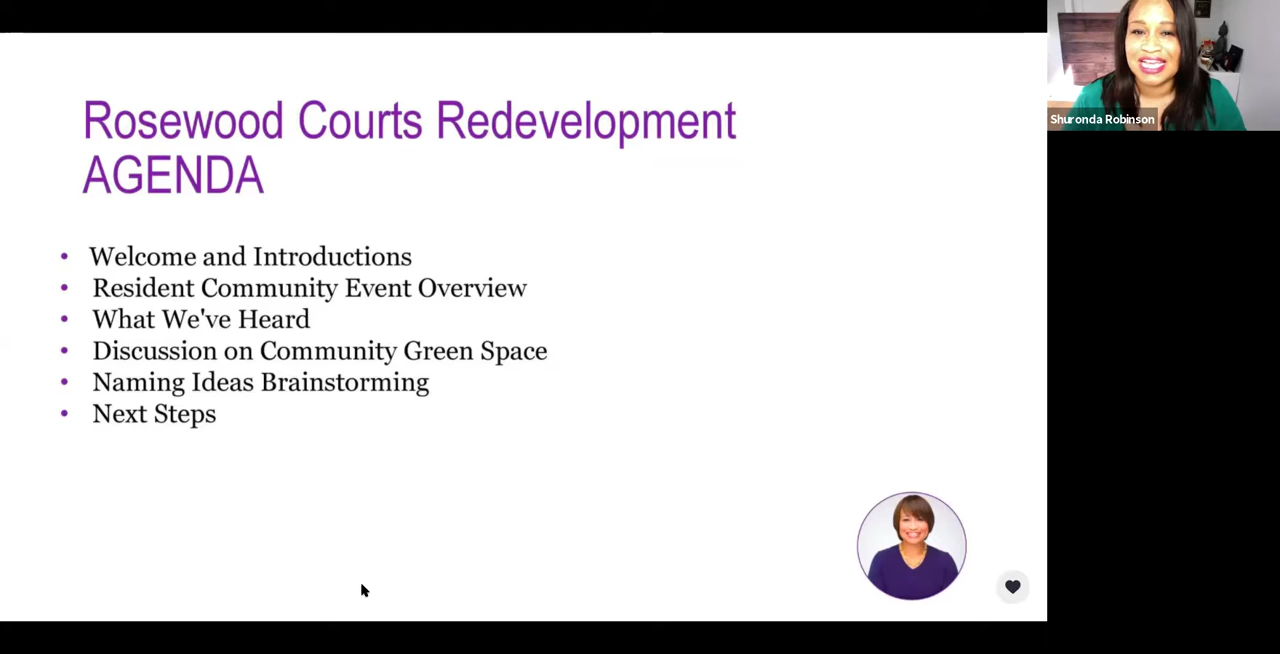 Rosewood Courts Redevelopment
AGENDA
• Welcome and Introductions
• Resident Community Event Overview
• What We've Heard
• Discussion on Community Green Space
• Naming Ideas Brainstorming
• Next Steps
Shuronda Robinson